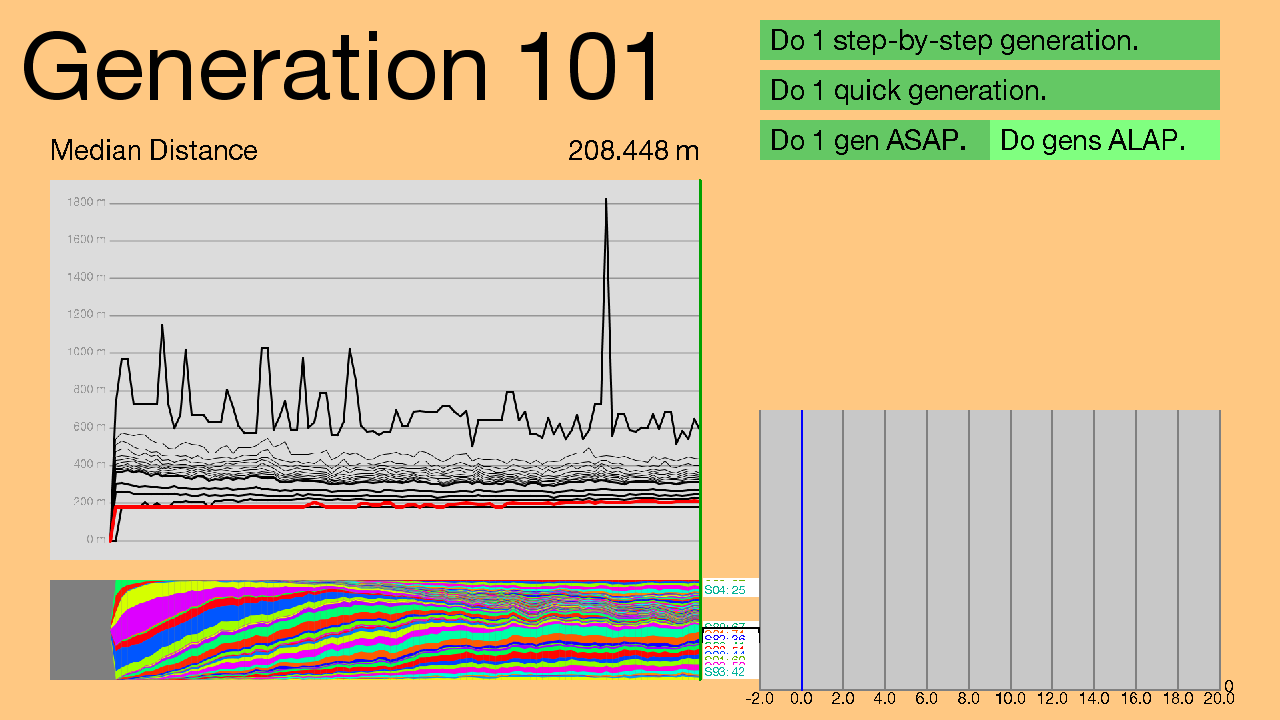 Generation 101
Do 1 step-by-step generation.
Do 1 quick generation.
Do 1 gen ASAP.
Do gens ALAP.
Median Distance
208.448 m
1800 m
1600 m
1400 m
1200 m
1000 m
800 m
600 m
400 m
200 m
0 m
S04: 25
S93: 42
0
-2.0 0.0 2.0 4.0 6.0 8.0 10.0 12.0 14.0 16.0 18.0 20.0